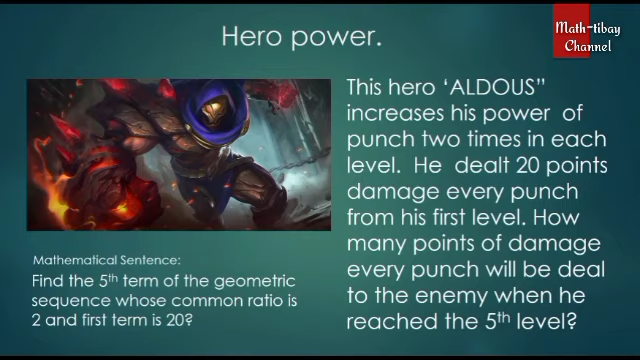 Hero power.
Math-tibay
Channel
This hero ‘ALDOUS”
increases his power of
punch two times in each
level. He dealt 20 points
damage every punch
from his first level. How
many points of damage
every punch will be deal
to the enemy when he
reached the 5th level?
Mathematical Sentence:
Find the 5th term of the geometric
sequence whose common ratio is
2 and first term is 20?